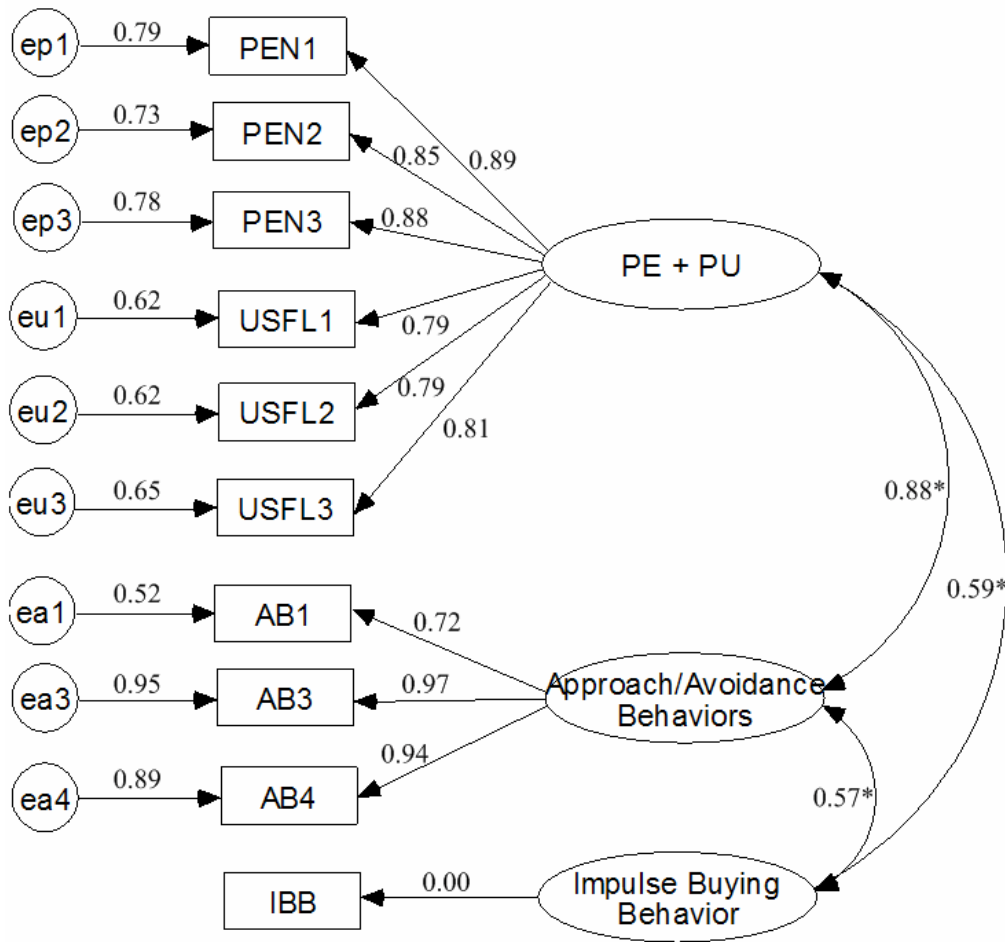 ep1 0.79 PEN1
ep2 0.73 PEN2
0.85 0.89
ep3 0.78 PEN3 0.88
PE + PU
eu1 0.62 USFL1
0.79
eu2 0.62 USFL2 0.79
0.81
eu3 0.65 USFL3
0.88*
0.59*
ea1 0.52 AB1 0.72
ea3 0.95 AB3 0.97
Approach/Avoidance
Behaviors
ea4 0.89 AB4 0.94
0.57*
IBB 0.00
Impulse Buying
Behavior